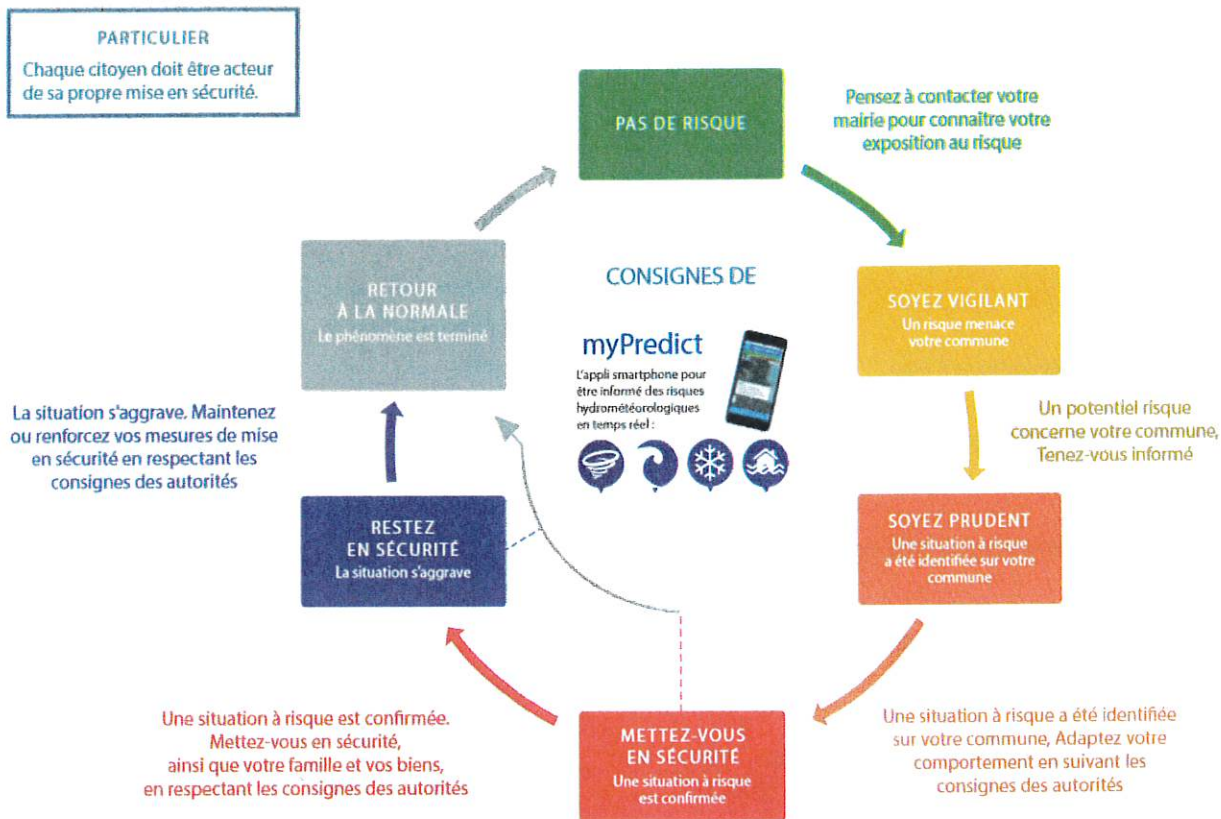 PARTICULIER
Chaque citoyen doit être acteur
de sa propre mise en sécurité.
PAS DE RISQUE
Pensez à contacter votre
mairie pour connaître votre
exposition au risque
SOYEZ VIGILANT
Un risque menace
votre commune
Un potentiel risque
concerne votre commune,
Tenez-vous informé
SOYEZ PRUDENT
Une situation à risque
a été identifiée sur votre
commune
Une situation à risque a été identifiée
sur votre commune, Adaptez votre
comportement en suivant les
consignes des autorités
METTEZ-VOUS
EN SÉCURITÉ
Une situation à risque
est confirmée
Une situation à risque est confirmée.
Mettez-vous en sécurité,
ainsi que votre famille et vos biens,
en respectant les consignes des autorités
RESTEZ
EN SÉCURITÉ
La situation s'aggrave
La situation s'aggrave. Maintenez
ou renforcez vos mesures de mise
en sécurité en respectant les
consignes des autorités
RETOUR
À LA NORMALE
Le phénomène est terminé
CONSIGNES DE
myPredict
L'appli smartphone pour
être informé des risques
hydrométéorologiques
en temps réel :